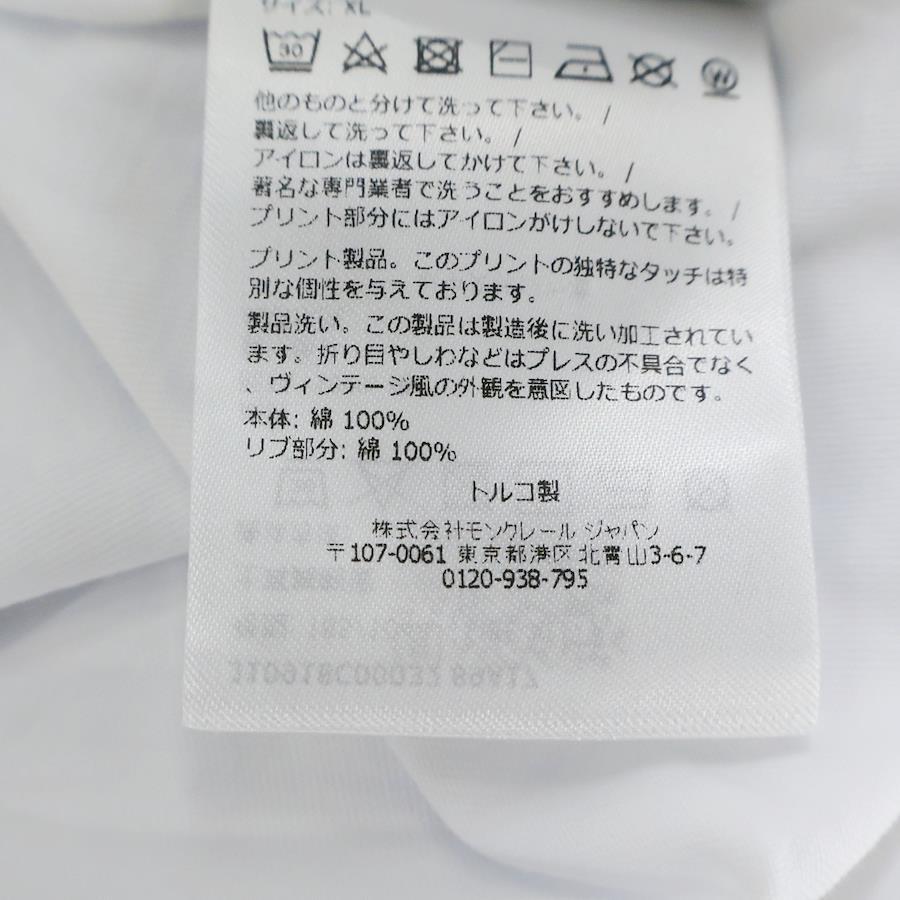 サイズ: XL
30
W
他のものと分けて洗って下さい。 /
裏返して洗って下さい。 /
アイロンは裏返してかけて下さい。 /
著名な専門業者で洗うことをおすすめします。 /
プリント部分にはアイロンがけしないで下さい。
プリント製品。このプリントの独特なタッチは特
別な個性を与えております。
製品洗い。この製品は製造後に洗い加工されてい
ます。折り目やしわなどはプレスの不具合でなく
、ヴィンテージ風の外観を意図したものです。
本体: 綿 100%
リブ部分: 綿 100%
トルコ製
株式会社モンクレール ジャパン
〒107-0061 東京都港区北青山3-6-7
0120-938-795